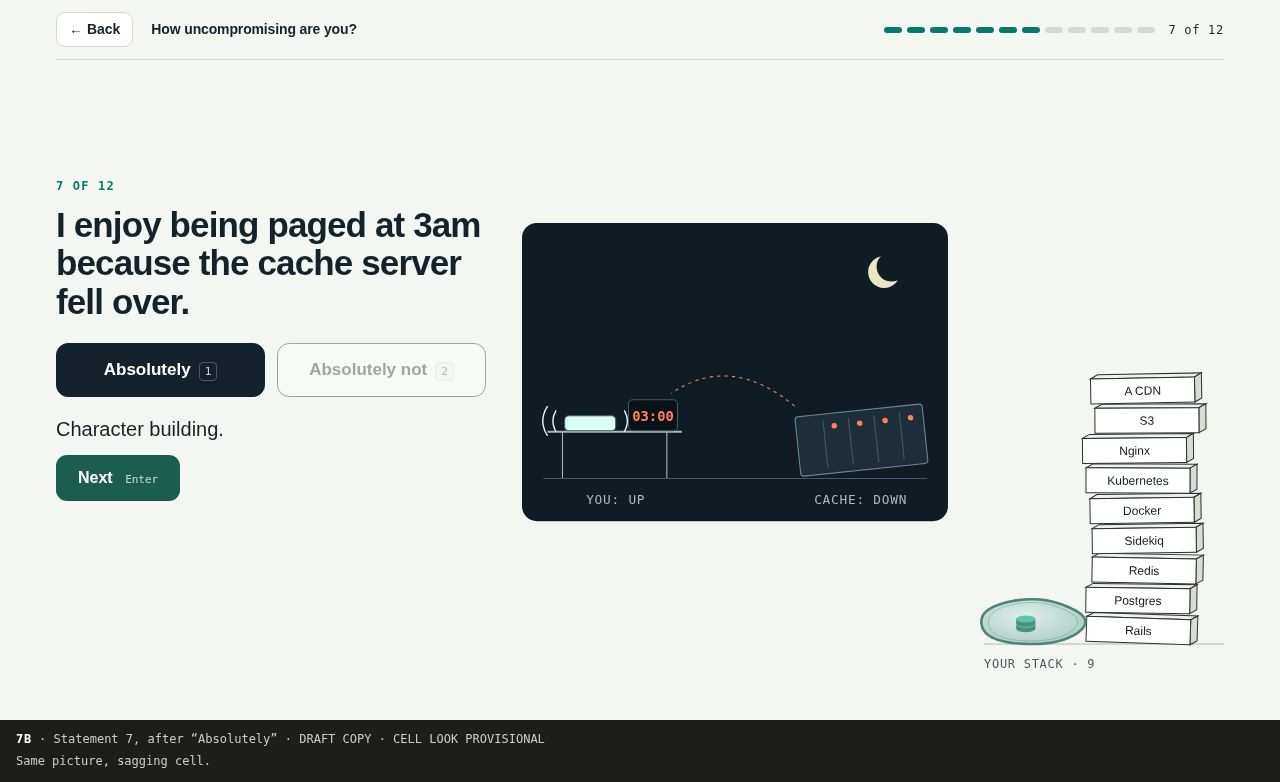 ← Back
How uncompromising are you?
7 of 12
7 OF 12
I enjoy being paged at 3am
because the cache server
fell over.
Absolutely 1
Absolutely not 2
Character building.
Next Enter
03:00
YOU: UP
CACHE: DOWN
A CDN
S3
Nginx
Kubernetes
Docker
Sidekiq
Redis
Postgres
Rails
YOUR STACK · 9
7B · Statement 7, after “Absolutely” · DRAFT COPY · CELL LOOK PROVISIONAL
Same picture, sagging cell.